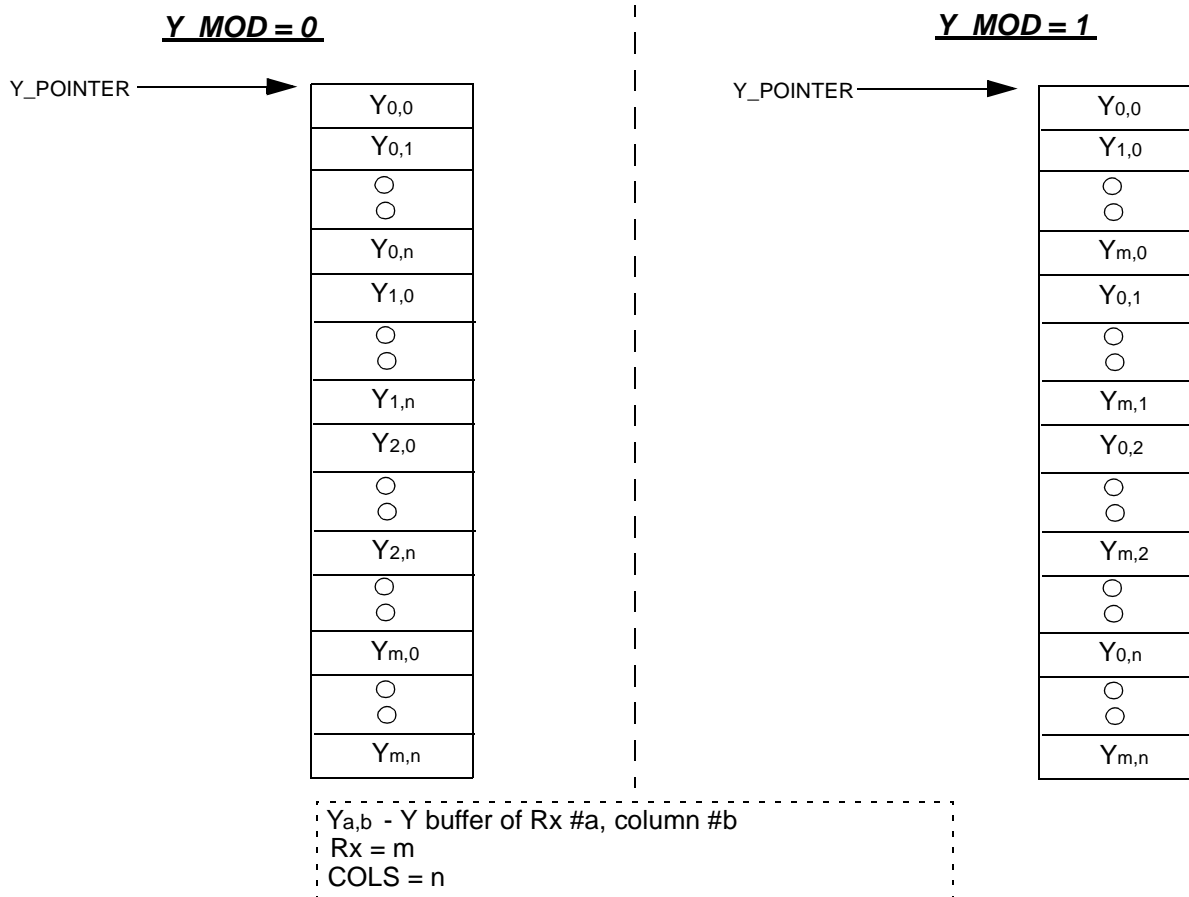 Y MOD = 0
Y_POINTER
Y0,0
Y0,1
Y0,n
Y1,0
Y1,n
Y2,0
Y2,n
Ym,0
Ym,n
Y MOD = 1
Y_POINTER
Y0,0
Y1,0
Ym,0
Y0,1
Ym,1
Y0,2
Ym,2
Y0,n
Ym,n
Ya,b - Y buffer of Rx #a, column #b
Rx = m
COLS = n